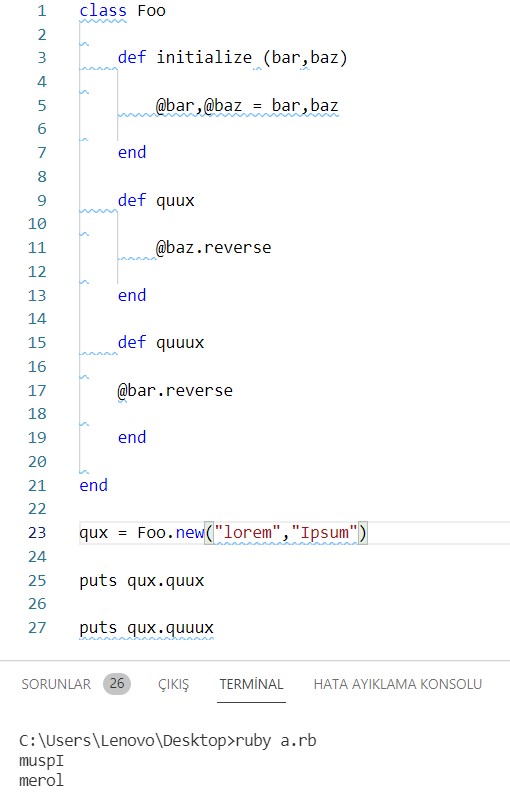 1 class Foo
2
3 def initialize (bar,baz)
4
5 @bar,@baz = bar,baz
6
7 end
8
9 def quux
10
11 @baz.reverse
12
13 end
14
15 def quuux
16
17 @bar.reverse
18
19 end
20
21 end
22
23 qux = Foo.new("lorem","Ipsum")
24
25 puts qux.quux
26
27 puts qux.quuux
SORUNLAR 26 ÇIKIŞ TERMİNAL HATA AYIKLAMA KONSOLU
C:\Users\Lenovo\Desktop>ruby a.rb
muspI
merol